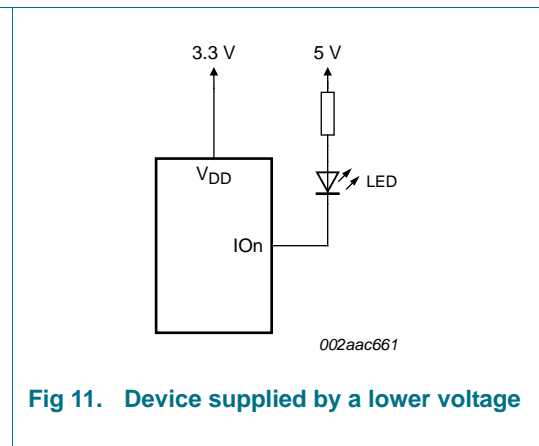 3.3 V 5 V
VDD
LED
IOn
002aac661
Fig 11. Device supplied by a lower voltage